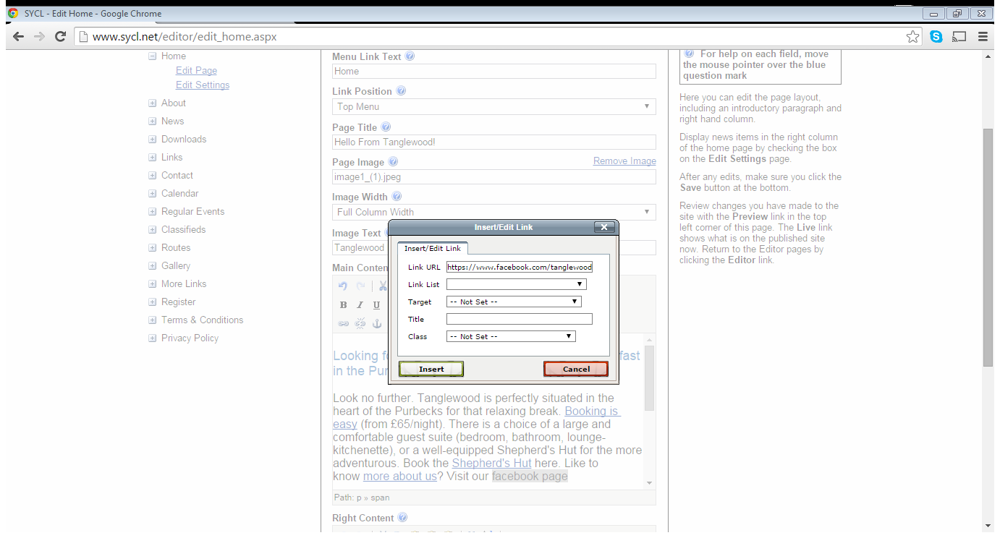 SYCL - Edit Home - Google Chrome
www.sycl.net/editor/edit_home.aspx
Home
Edit Page
Edit Settings
About
News
Downloads
Links
Contact
Calendar
Regular Events
Classifieds
Routes
Gallery
More Links
Register
Terms & Conditions
Privacy Policy
Menu Link Text ?
Home
Link Position ?
Top Menu
Page Title ?
Hello From Tanglewood!
Page Image ?
Remove Image
image1_(1).jpeg
Image Width ?
Full Column Width
Image Text
Tanglewood
Main Conten
B I U
Insert/Edit Link
Insert/Edit Link
Link URL https://www.facebook.com/tanglewood
Link List
Target -- Not Set --
Title
Class -- Not Set --
Insert Cancel
Looking fast
in the Pur
Look no further. Tanglewood is perfectly situated in the
heart of the Purbecks for that relaxing break. Booking is
easy (from £65/night). There is a choice of a large and
comfortable guest suite (bedroom, bathroom, lounge-
kitchenette), or a well-equipped Shepherd's Hut for the more
adventurous. Book the Shepherd's Hut here. Like to
know more about us? Visit our facebook page
Path: p » span
Right Content ?
? For help on each field, move
the mouse pointer over the blue
question mark
Here you can edit the page layout,
including an introductory paragraph and
right hand column.
Display news items in the right column
of the home page by checking the box
on the Edit Settings page.
After any edits, make sure you click the
Save button at the bottom.
Review changes you have made to the
site with the Preview link in the top
left corner of this page. The Live link
shows what is on the published site
now. Return to the Editor pages by
clicking the Editor link.